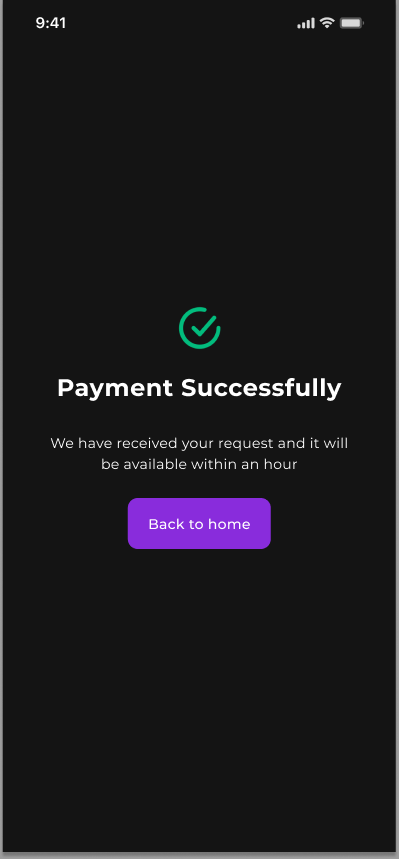 9:41
Payment Successfully
We have received your request and it will
be available within an hour
Back to home